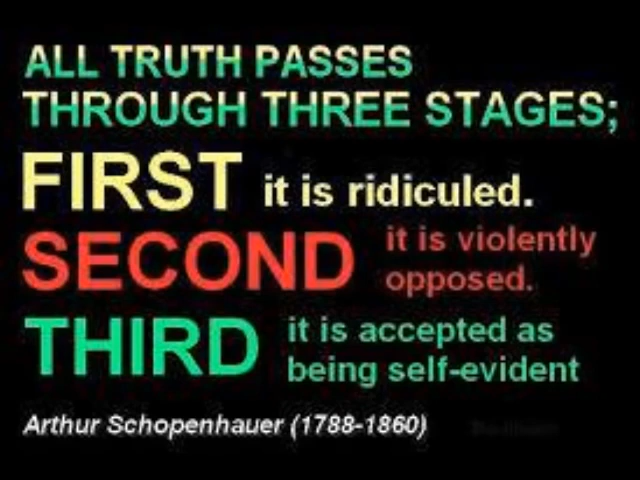 ALL TRUTH PASSES
THROUGH THREE STAGES;
FIRST it is ridiculed.
SECOND it is violently
opposed.
THIRD it is accepted as
being self-evident
Arthur Schopenhauer (1788-1860)